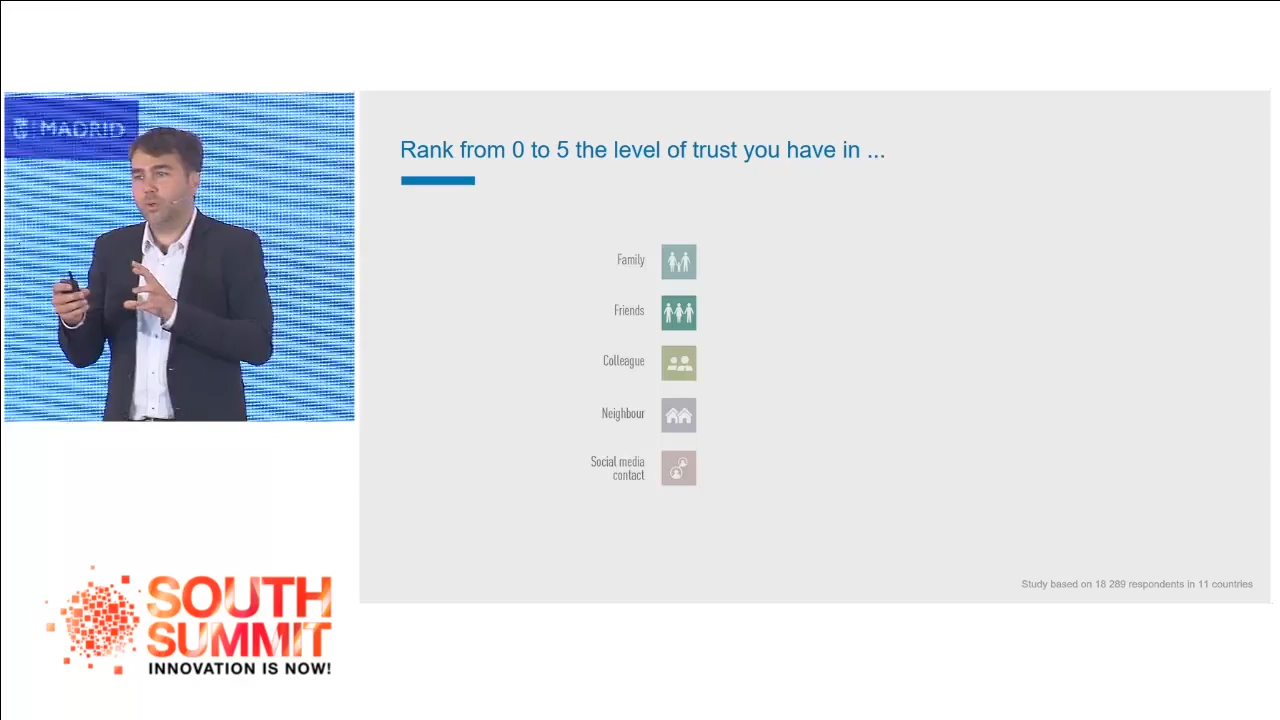 MADRID
Rank from 0 to 5 the level of trust you have in ...
Family
Friends
Colleague
Neighbour
Social media
contact
Study based on 18 289 respondents in 11 countries
SOUTH
SUMMIT
INNOVATION IS NOW!